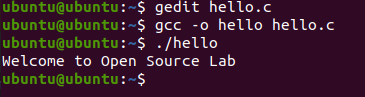 ubuntu@ubuntu:~$ gedit hello.c
ubuntu@ubuntu:~$ gcc -o hello hello.c
ubuntu@ubuntu:~$ ./hello
Welcome to Open Source Lab
ubuntu@ubuntu:~$